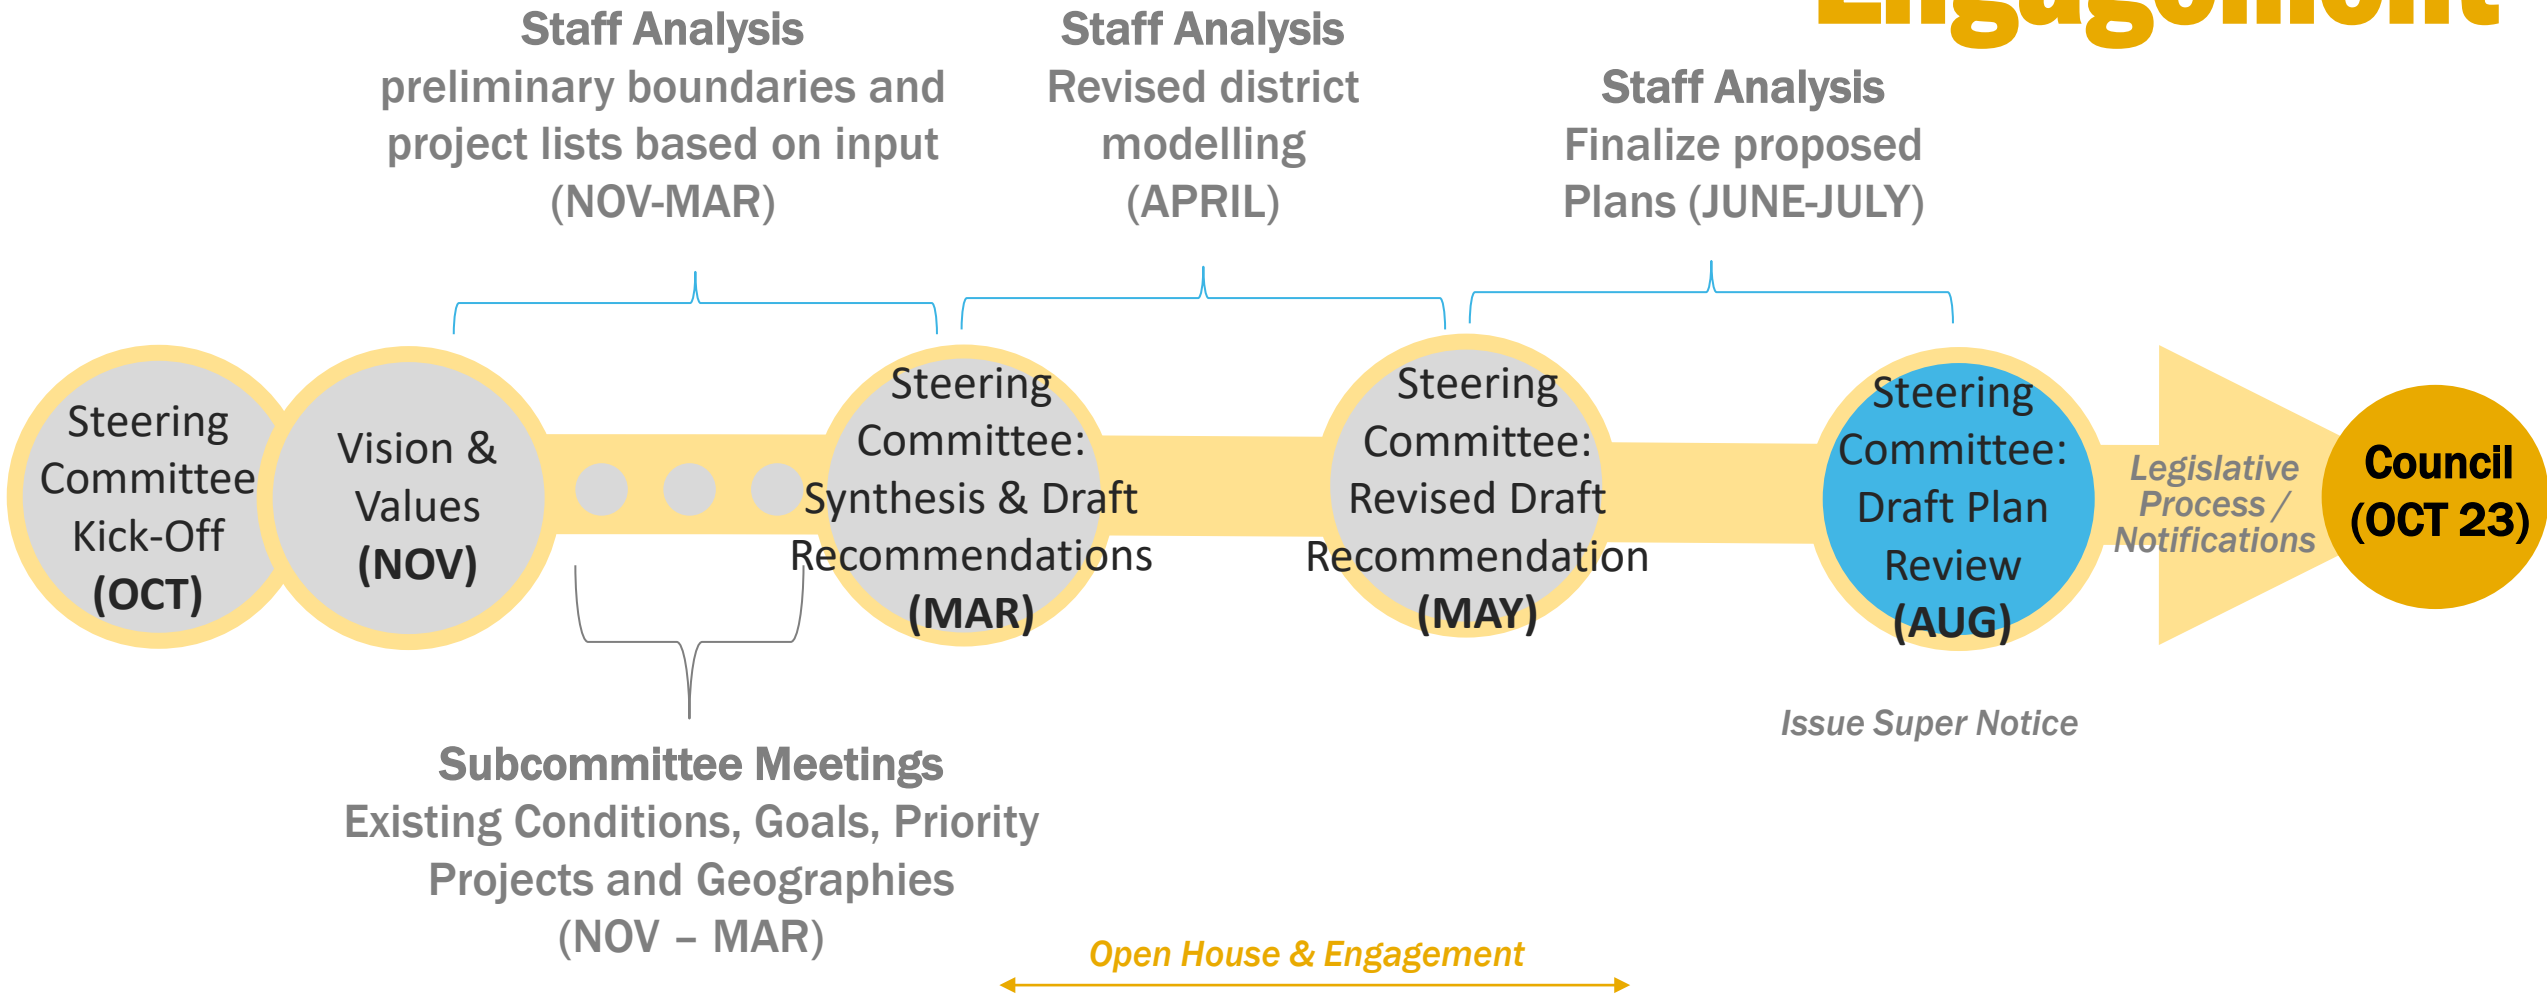 Engagement
Staff Analysis
preliminary boundaries and
project lists based on input
(NOV-MAR)
Staff Analysis
Revised district
modelling
(APRIL)
Staff Analysis
Finalize proposed
Plans (JUNE-JULY)
Steering
Committee
Kick-Off
(OCT)
Vision &
Values
(NOV)
Steering
Committee:
Synthesis & Draft
Recommendations
(MAR)
Steering
Committee:
Revised Draft
Recommendation
(MAY)
Steering
Committee:
Draft Plan
Review
(AUG)
Legislative
Process /
Notifications
Council
(OCT 23)
Issue Super Notice
Subcommittee Meetings
Existing Conditions, Goals, Priority
Projects and Geographies
(NOV – MAR)
Open House & Engagement